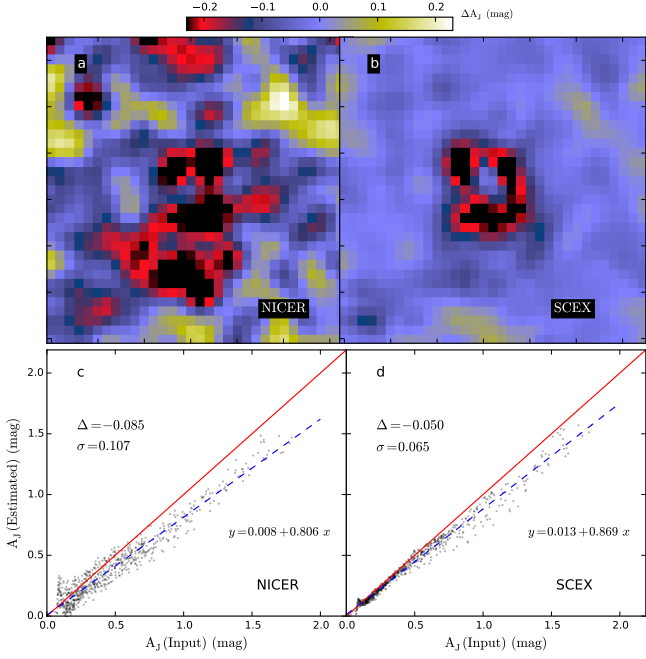 −0.2 −0.1 0.0 0.1 0.2 ΔA_J (mag)
a b
NICER SCEX
c d
Δ=−0.085 Δ=−0.050
σ=0.107 σ=0.065
y=0.008+0.806 x y=0.013+0.869 x
NICER SCEX
2.0
1.5
1.0
0.5
0.0
A_J(Estimated) (mag)
0.0 0.5 1.0 1.5 2.0 0.0 0.5 1.0 1.5 2.0
A_J(Input) (mag) A_J(Input) (mag)